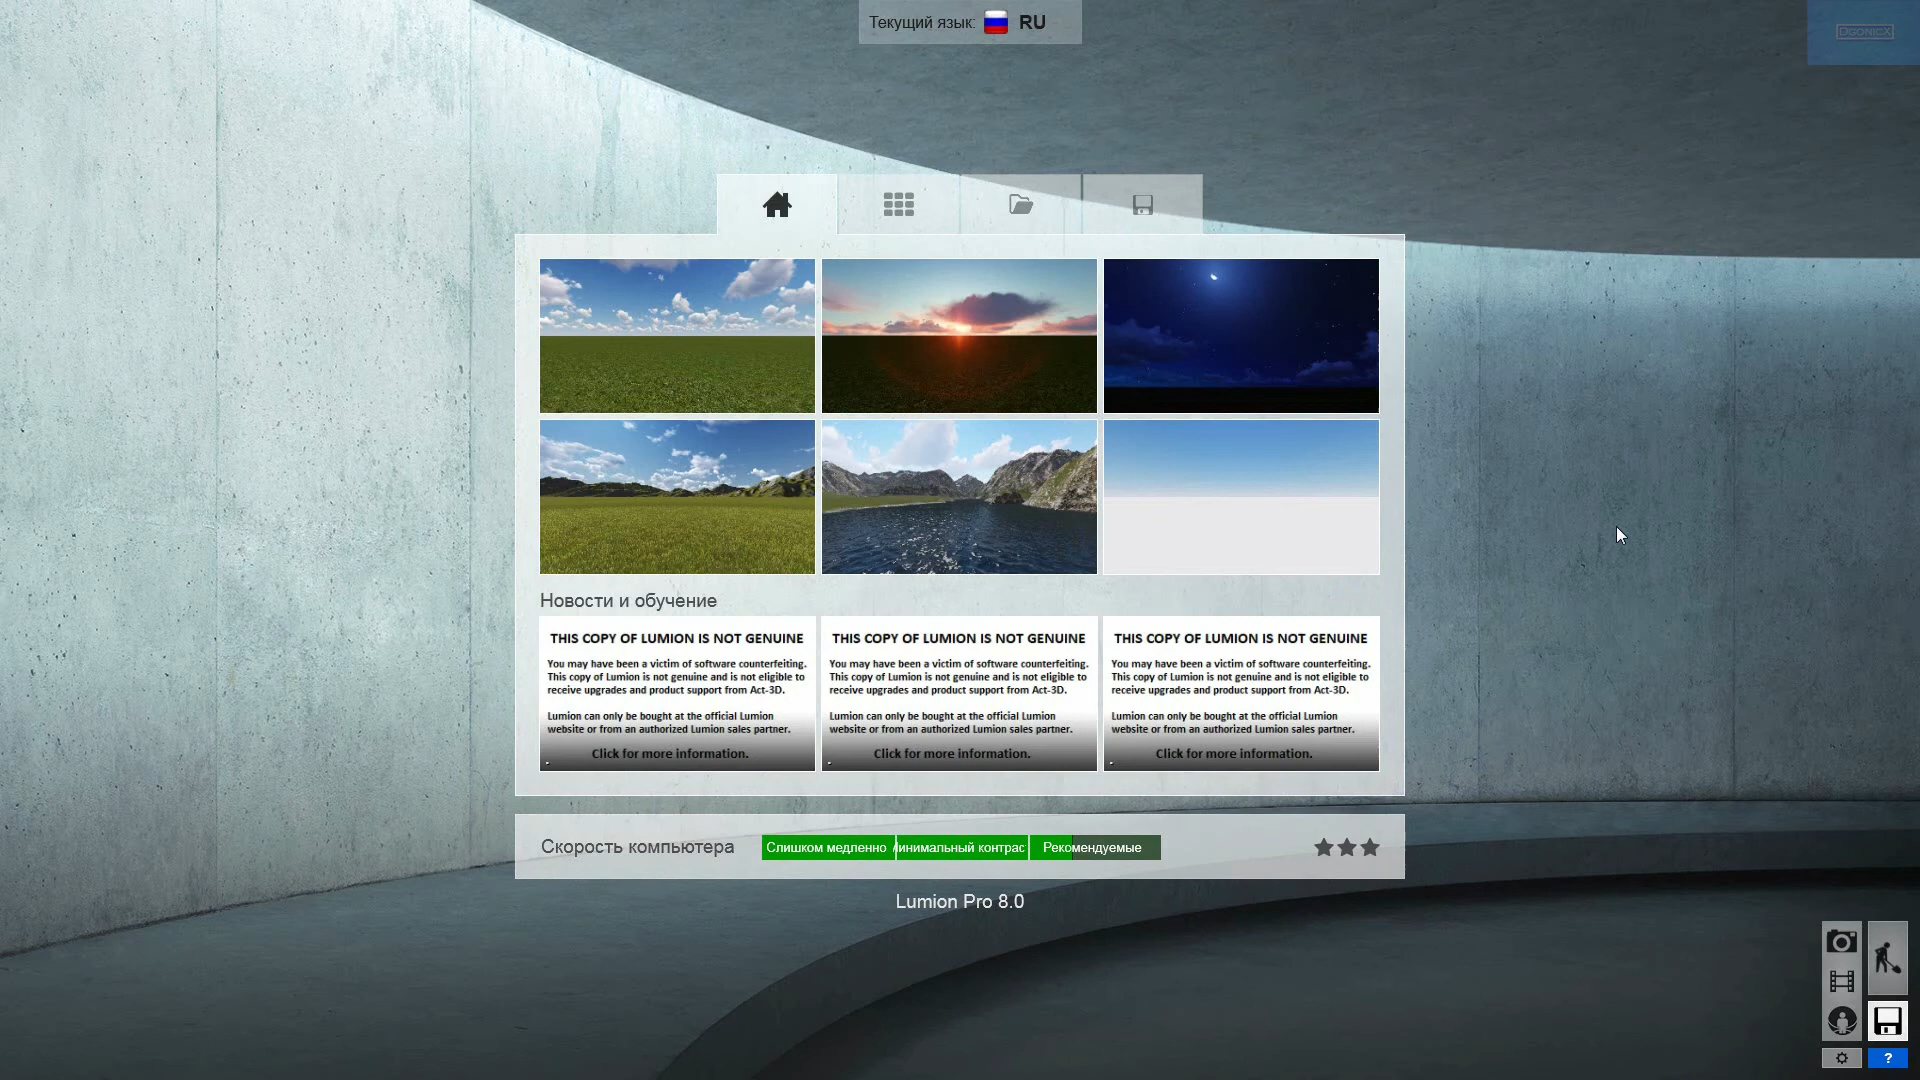 Текущий язык: RU
DGONICX
Новости и обучение
THIS COPY OF LUMION IS NOT GENUINE
You may have been a victim of software counterfeiting.
This copy of Lumion is not genuine and is not eligible to
receive upgrades and product support from Act-3D.
Lumion can only be bought at the official Lumion
website or from an authorized Lumion sales partner.
Click for more information.
THIS COPY OF LUMION IS NOT GENUINE
You may have been a victim of software counterfeiting.
This copy of Lumion is not genuine and is not eligible to
receive upgrades and product support from Act-3D.
Lumion can only be bought at the official Lumion
website or from an authorized Lumion sales partner.
Click for more information.
THIS COPY OF LUMION IS NOT GENUINE
You may have been a victim of software counterfeiting.
This copy of Lumion is not genuine and is not eligible to
receive upgrades and product support from Act-3D.
Lumion can only be bought at the official Lumion
website or from an authorized Lumion sales partner.
Click for more information.
Скорость компьютера Слишком медленно инимальный контрас Рекомендуемые
Lumion Pro 8.0
?